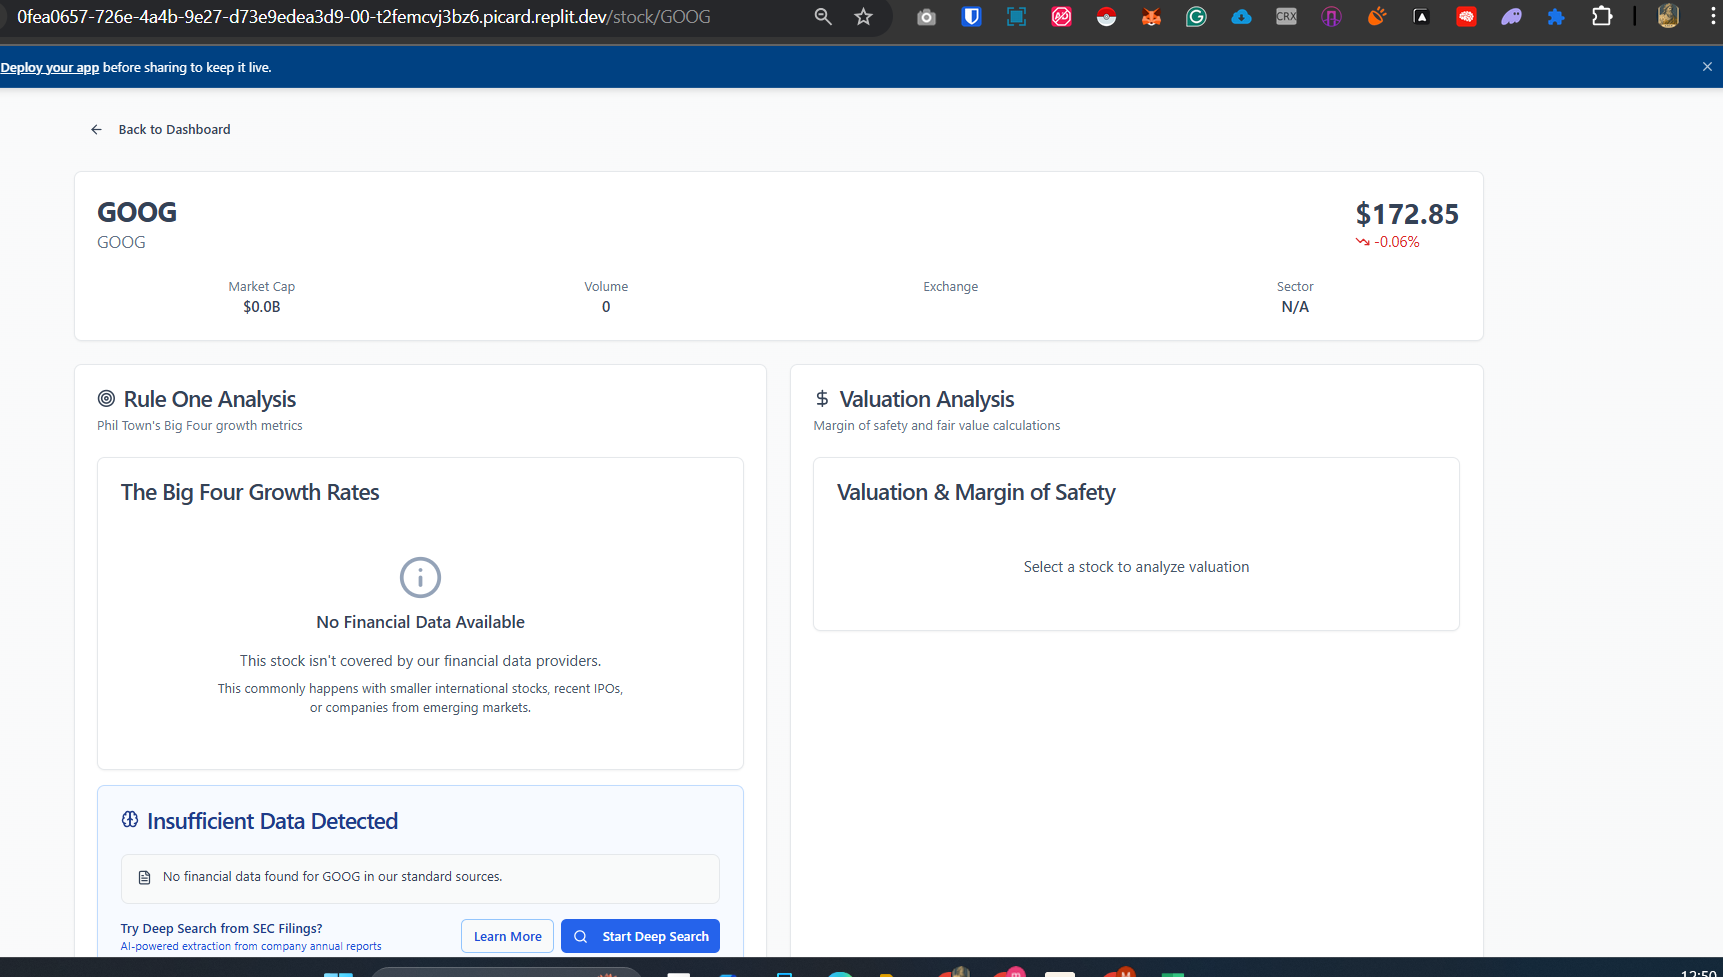 0fea0657-726e-4a4b-9e27-d73e9edea3d9-00-t2femcvj3bz6.picard.replit.dev/stock/GOOG
CRX
Deploy your app before sharing to keep it live.
Back to Dashboard
GOOG
$172.85
GOOG
-0.06%
Market Cap
Volume
Exchange
Sector
$0.0B
0
N/A
Rule One Analysis
Phil Town's Big Four growth metrics
The Big Four Growth Rates
No Financial Data Available
This stock isn't covered by our financial data providers.
This commonly happens with smaller international stocks, recent IPOs,
or companies from emerging markets.
Insufficient Data Detected
No financial data found for GOOG in our standard sources.
Try Deep Search from SEC Filings?
AI-powered extraction from company annual reports
Learn More
Start Deep Search
Valuation Analysis
Margin of safety and fair value calculations
Valuation & Margin of Safety
Select a stock to analyze valuation